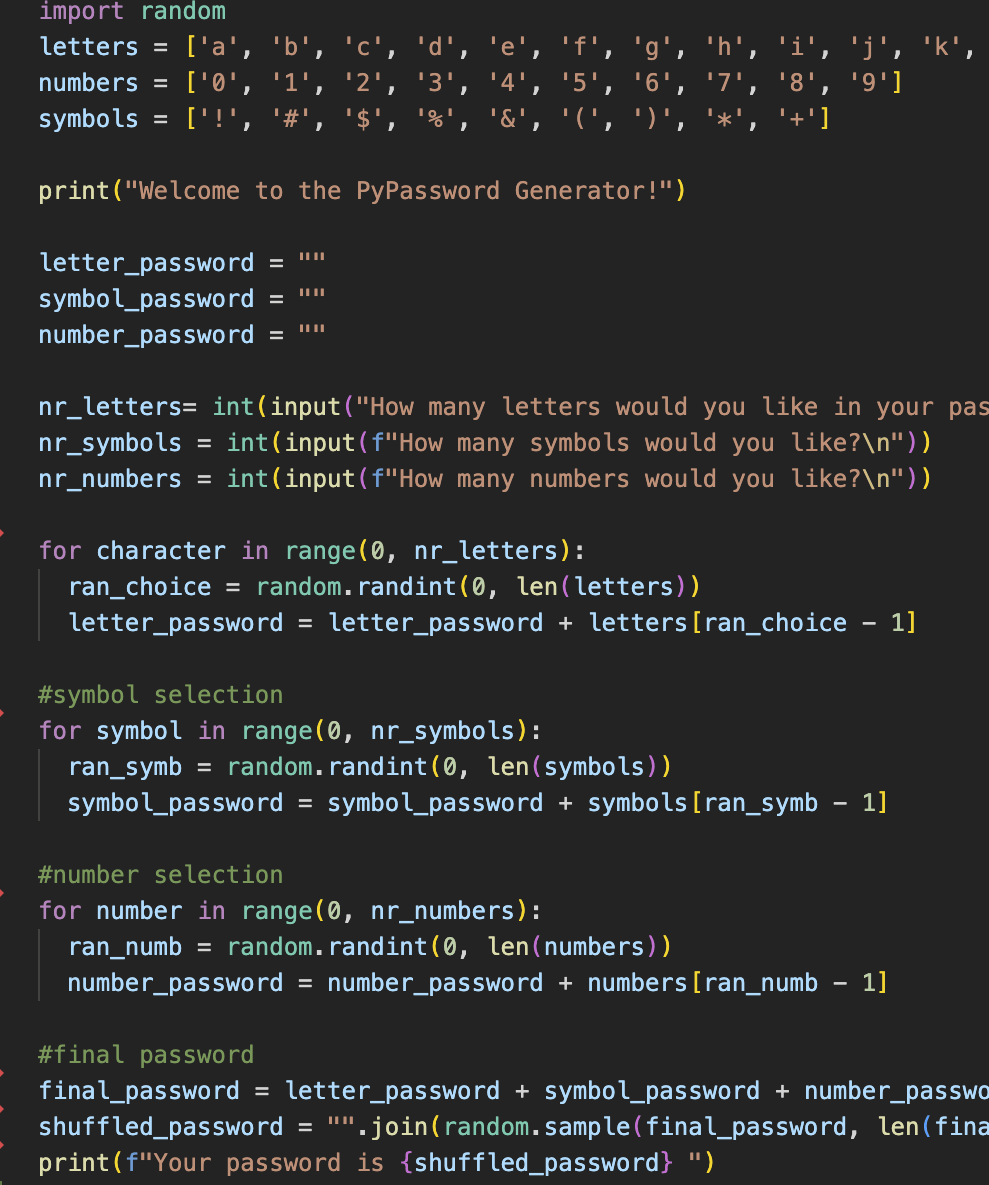 import random
letters = ['a', 'b', 'c', 'd', 'e', 'f', 'g', 'h', 'i', 'j', 'k',
numbers = ['0', '1', '2', '3', '4', '5', '6', '7', '8', '9']
symbols = ['!', '#', '$', '%', '&', '(', ')', '*', '+']
print("Welcome to the PyPassword Generator!")
letter_password = ""
symbol_password = ""
number_password = ""
nr_letters= int(input("How many letters would you like in your pas
nr_symbols = int(input(f"How many symbols would you like?\n"))
nr_numbers = int(input(f"How many numbers would you like?\n"))
for character in range(0, nr_letters):
  ran_choice = random.randint(0, len(letters))
  letter_password = letter_password + letters[ran_choice - 1]
#symbol selection
for symbol in range(0, nr_symbols):
  ran_symb = random.randint(0, len(symbols))
  symbol_password = symbol_password + symbols[ran_symb - 1]
#number selection
for number in range(0, nr_numbers):
  ran_numb = random.randint(0, len(numbers))
  number_password = number_password + numbers[ran_numb - 1]
#final password
final_password = letter_password + symbol_password + number_passwo
shuffled_password = "".join(random.sample(final_password, len(fina
print(f"Your password is {shuffled_password} ")